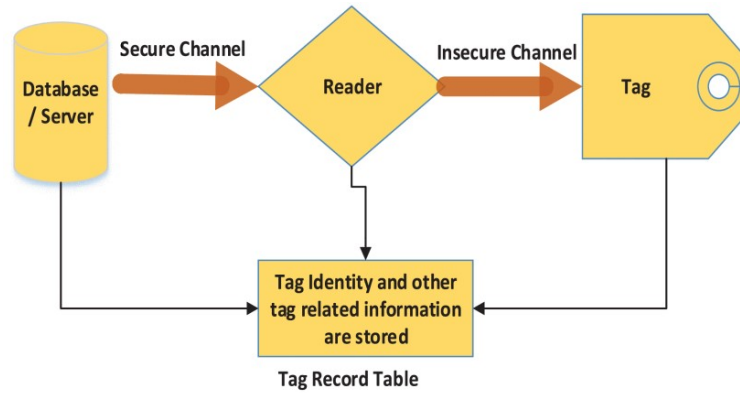 Secure Channel
Insecure Channel
Database
/ Server
Reader
Tag
Tag Identity and other
tag related information
are stored
Tag Record Table